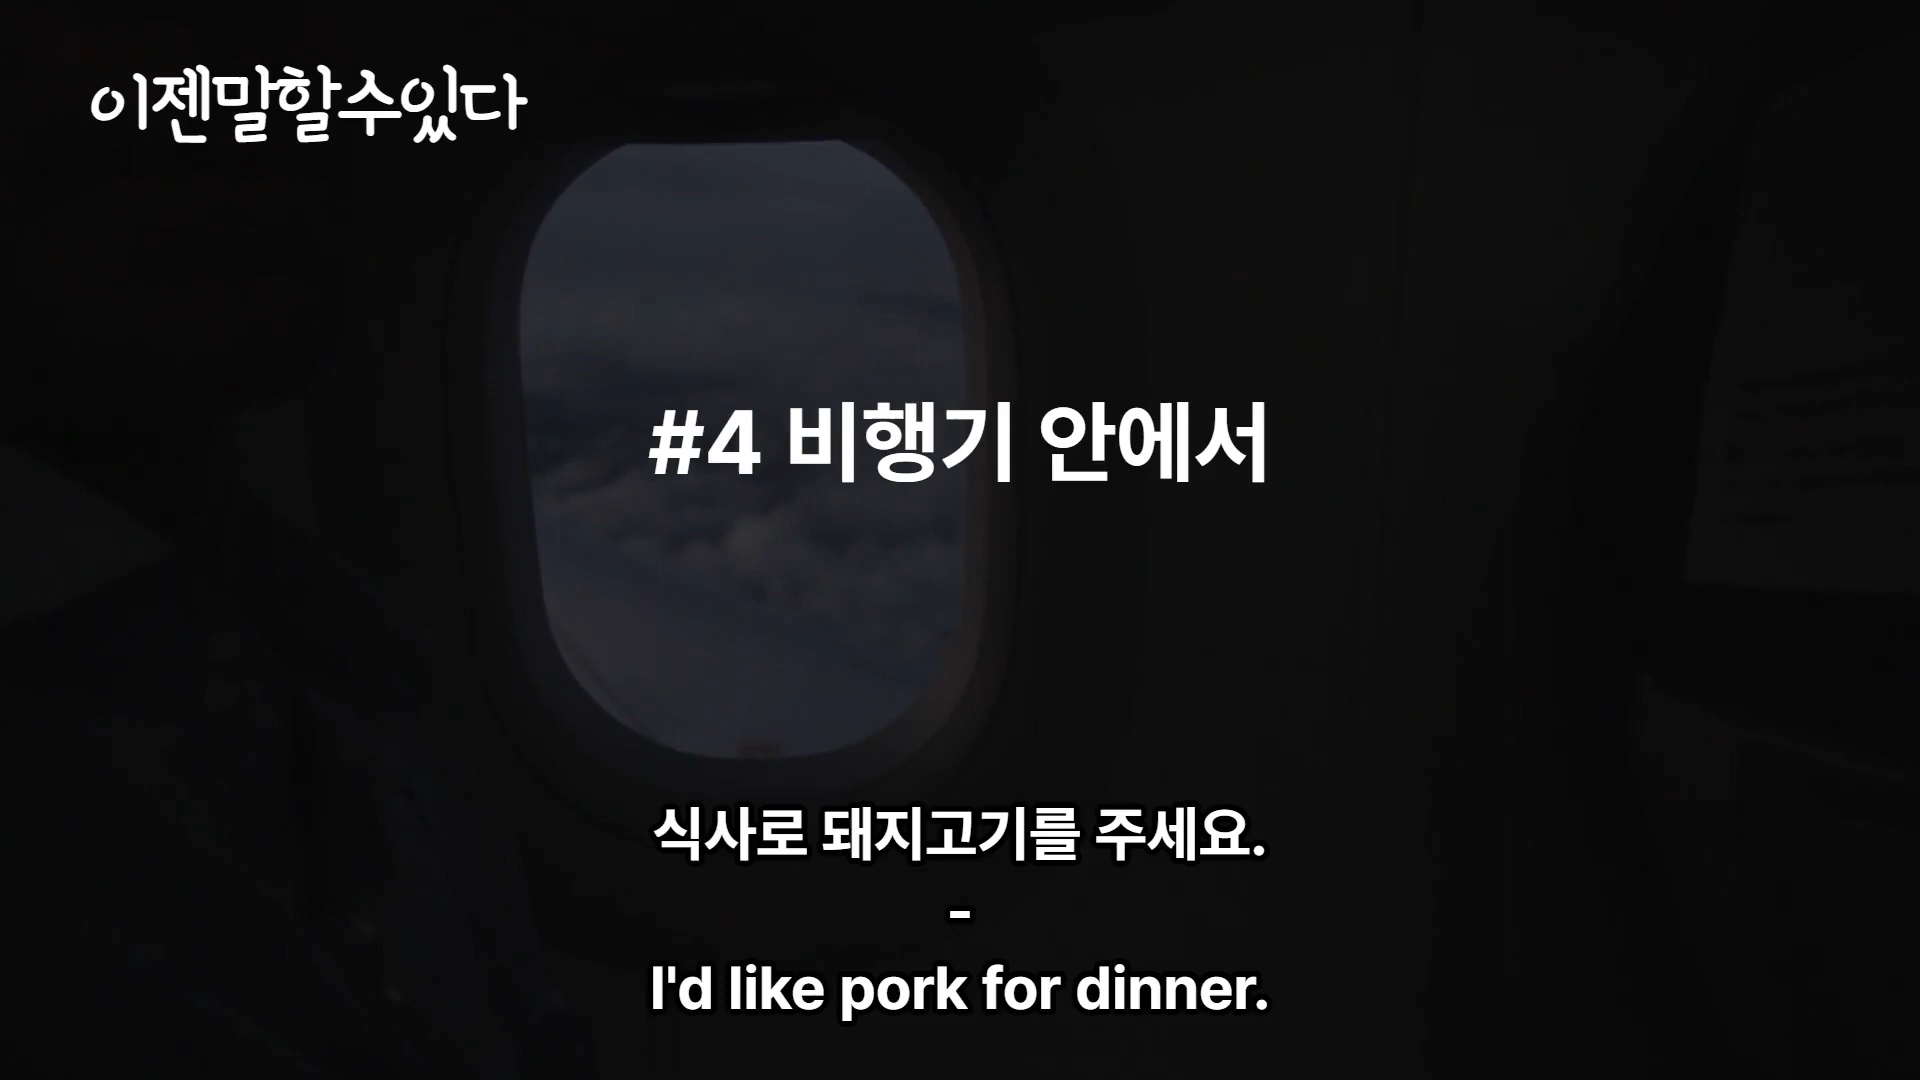 이젠말할수있다
#4 비행기 안에서
식사로 돼지고기를 주세요.
-
I'd like pork for dinner.